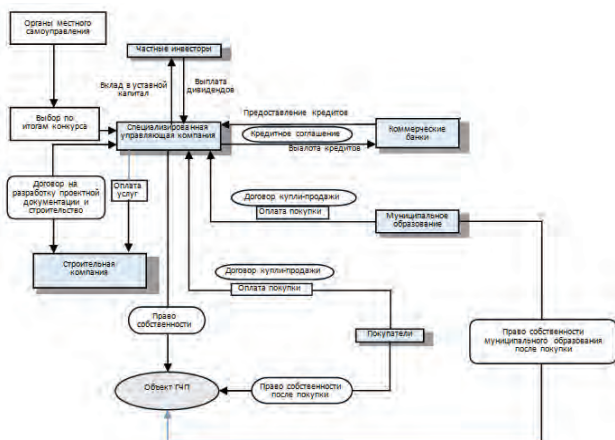 Органы местного
самоуправления
Частные инвесторы
Вклад в уставной
капитал
Выплата
дивидендов
Выбор по
итогам конкурса
Специализированная
управляющая компания
Предоставление кредитов
Кредитное соглашение
Выалота кредитов
Коммерческие
банки
Договор на
разработку проектной
документации и
строительство
Оплата
услуг
Договор купли-продажи
Оплата покупки
Муниципальное
образование
Строительная
компания
Договор купли-продажи
Оплата покупки
Право
собственности
Покупатели
Право собственности
муниципального образования
после покупки
Объект ГЧП
Право собственности
после покупки